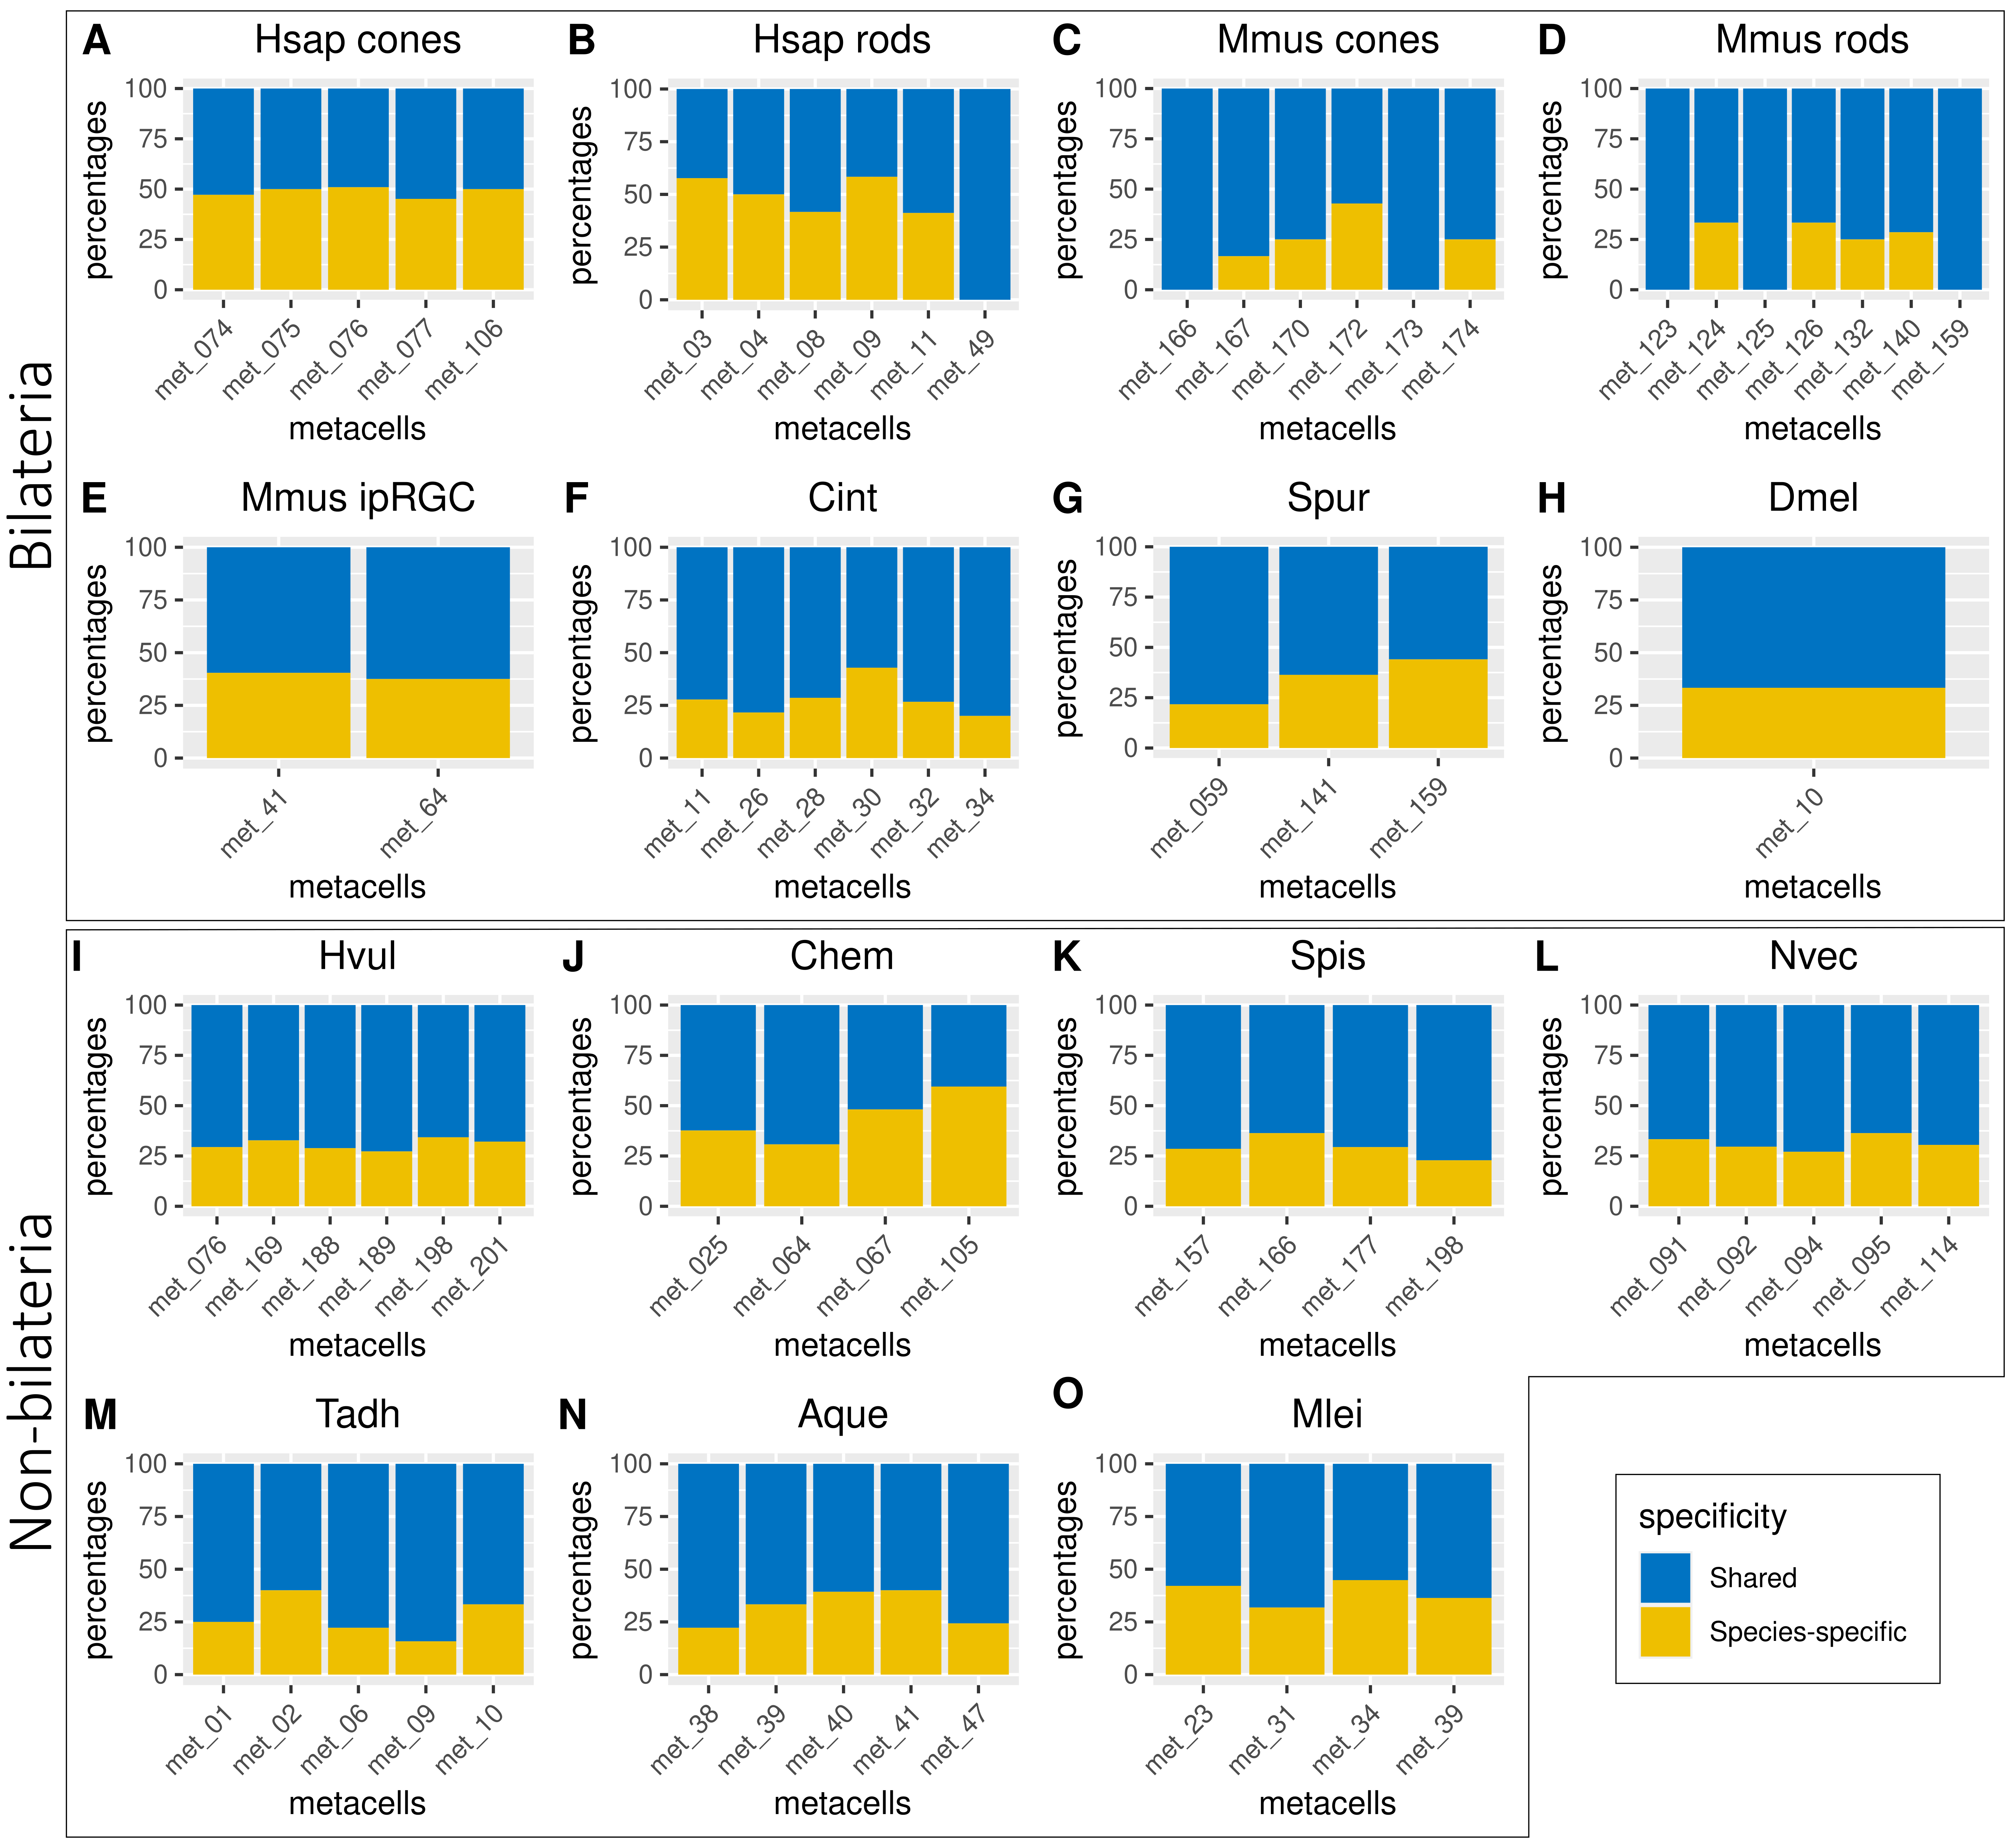 Bilateria
A Hsap cones
percentages
100
75
50
25
0
met_074 met_075 met_076 met_077 met_106
metacells
B Hsap rods
percentages
100
75
50
25
0
met_03 met_04 met_08 met_09 met_11 met_49
metacells
C Mmus cones
percentages
100
75
50
25
0
met_166 met_167 met_170 met_172 met_173 met_174
metacells
D Mmus rods
percentages
100
75
50
25
0
met_123 met_124 met_125 met_126 met_132 met_140 met_159
metacells
E Mmus ipRGC
percentages
100
75
50
25
0
met_41 met_64
metacells
F Cint
percentages
100
75
50
25
0
met_11 met_26 met_28 met_30 met_32 met_34
metacells
G Spur
percentages
100
75
50
25
0
met_059 met_141 met_159
metacells
H Dmel
percentages
100
75
50
25
0
met_10
metacells
Non-bilateria
I Hvul
percentages
100
75
50
25
0
met_076 met_169 met_188 met_189 met_198 met_201
metacells
J Chem
percentages
100
75
50
25
0
met_025 met_064 met_067 met_105
metacells
K Spis
percentages
100
75
50
25
0
met_157 met_166 met_177 met_198
metacells
L Nvec
percentages
100
75
50
25
0
met_091 met_092 met_094 met_095 met_114
metacells
M Tadh
percentages
100
75
50
25
0
met_01 met_02 met_06 met_09 met_10
metacells
N Aque
percentages
100
75
50
25
0
met_38 met_39 met_40 met_41 met_47
metacells
O Mlei
percentages
100
75
50
25
0
met_23 met_31 met_34 met_39
metacells
specificity
Shared
Species-specific